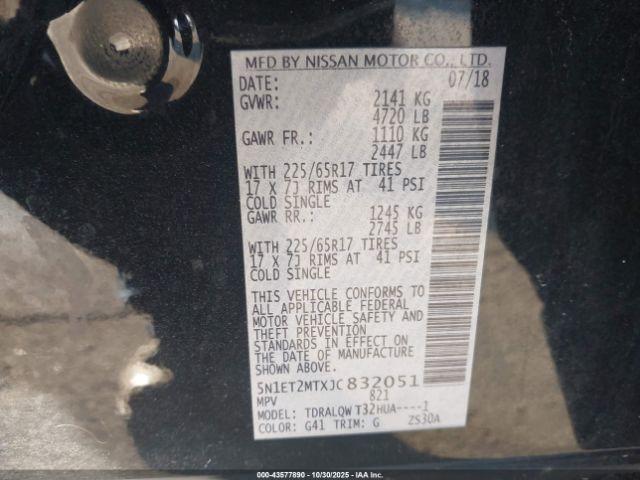 MFD BY NISSAN MOTOR CO., LTD.
DATE: 07/18
GVWR: 2141 KG
4720 LB
GAWR FR.: 1110 KG
2447 LB
WITH 225/65R17 TIRES
17 X 7J RIMS AT 41 PSI
COLD SINGLE
GAWR RR.: 1245 KG
2745 LB
WITH 225/65R17 TIRES
17 X 7J RIMS AT 41 PSI
COLD SINGLE
THIS VEHICLE CONFORMS TO
ALL APPLICABLE FEDERAL
MOTOR VEHICLE SAFETY AND
THEFT PREVENTION
STANDARDS IN EFFECT ON
THE DATE OF MANUFACTURE
SHOWN ABOVE.
5N1ET2MTXJC832051
MPV 821
MODEL: TDRALQWT32HUA----1
COLOR: G41 TRIM: G ZS30A
00-43577890 • 10/30/2025 • IAA Inc.